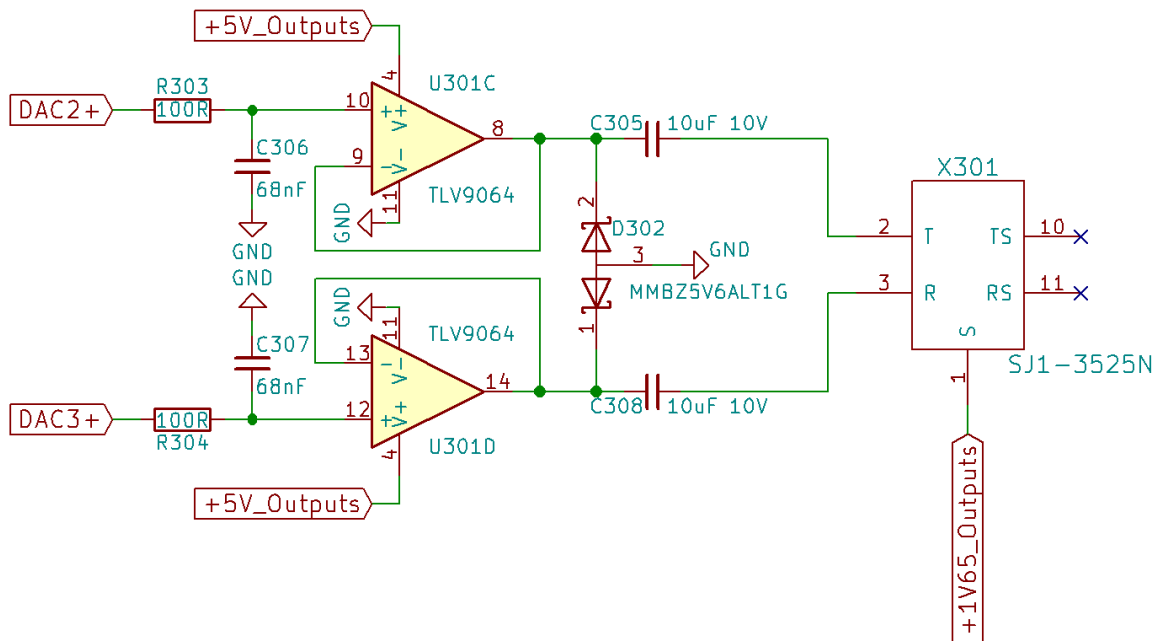 +5V_Outputs
R303
100R
DAC2+
C306
68nF
GND
10
9
4
+
V+
-
V-
11
GND
U301C
TLV9064
8
C305
10uF 10V
2
D302
3
GND
MMBZ5V6ALT1G
1
X301
2
T
TS
10
3
R
RS
11
S
1
SJ1-3525N
+1V65_Outputs
GND
C307
68nF
DAC3+
100R
R304
GND
11
13
-
V-
12
+
V+
4
TLV9064
U301D
14
C308
10uF 10V
+5V_Outputs